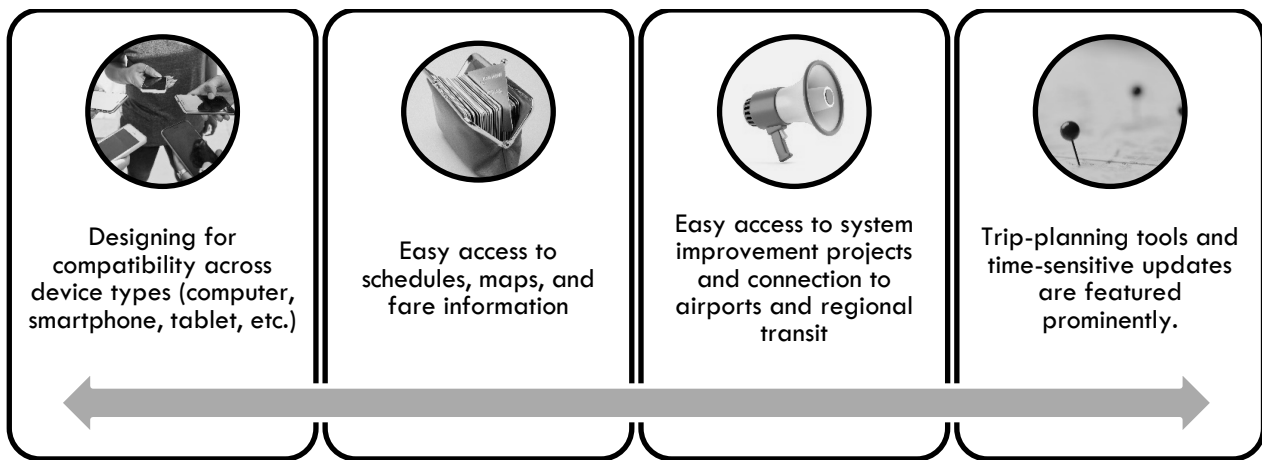 Designing for
compatibility across
device types (computer,
smartphone, tablet, etc.)
Easy access to
schedules, maps, and
fare information
Easy access to system
improvement projects
and connection to
airports and regional
transit
Trip-planning tools and
time-sensitive updates
are featured
prominently.